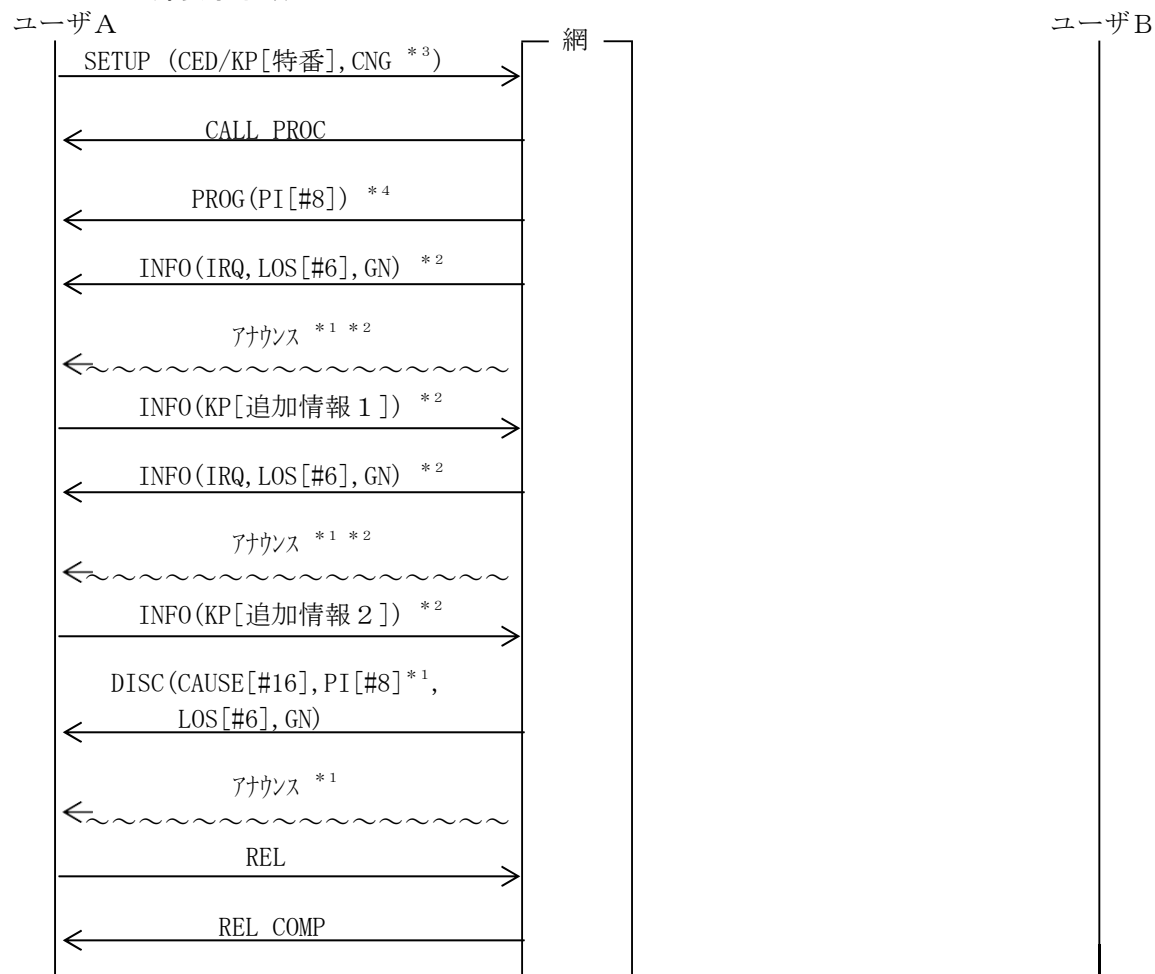 ユーザA
ユーザB
網
SETUP (CED/KP[特番],CNG *3)
CALL PROC
PROG(PI[#8]) *4
INFO(IRQ,LOS[#6],GN) *2
ｱﾅｳﾝｽ *1 *2
INFO(KP[追加情報１]) *2
INFO(IRQ,LOS[#6],GN) *2
ｱﾅｳﾝｽ *1 *2
INFO(KP[追加情報２]) *2
DISC(CAUSE[#16],PI[#8]*1,
LOS[#6],GN)
ｱﾅｳﾝｽ *1
REL
REL COMP